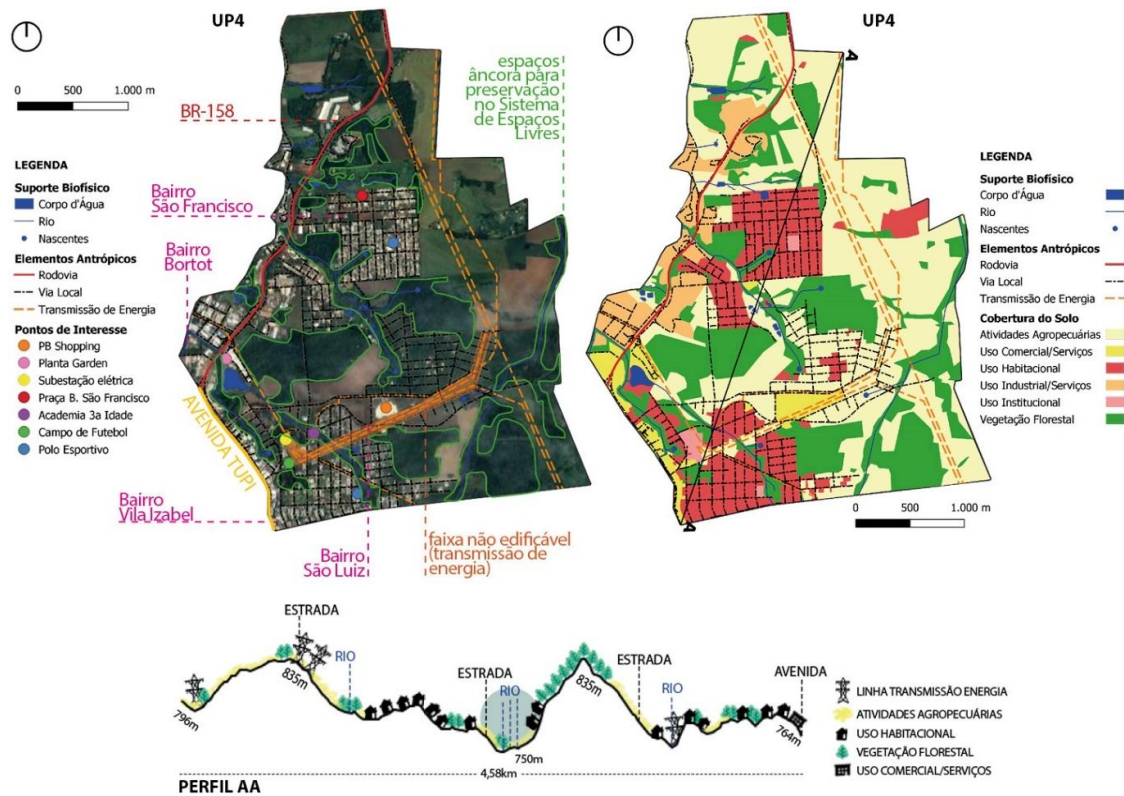 UP4
BR-158
espaços
âncora para
preservação
no Sistema
de Espaços
Livres
0 500 1.000 m
LEGENDA
Suporte Biofísico
Corpo d'Água
Rio
Nascentes
Elementos Antrópicos
Rodovia
Via Local
Transmissão de Energia
Pontos de Interesse
PB Shopping
Planta Garden
Subestação elétrica
Praça B. São Francisco
Academia 3a Idade
Campo de Futebol
Polo Esportivo
Bairro
São Francisco
Bairro
Bortot
AVENIDA TUPI
Bairro
Vila Izabel
Bairro
São Luiz
faixa não edificável
(transmissão de
energia)
UP4
A
A
LEGENDA
Suporte Biofísico
Corpo d'Água
Rio
Nascentes
Elementos Antrópicos
Rodovia
Via Local
Transmissão de Energia
Cobertura do Solo
Atividades Agropecuárias
Uso Comercial/Serviços
Uso Habitacional
Uso Industrial/Serviços
Uso Institucional
Vegetação Florestal
0 500 1.000 m
ESTRADA
RIO
ESTRADA
RIO
ESTRADA
RIO
AVENIDA
796m
835m
750m
835m
764m
4,58km
PERFIL AA
LINHA TRANSMISSÃO ENERGIA
ATIVIDADES AGROPECUÁRIAS
USO HABITACIONAL
VEGETAÇÃO FLORESTAL
USO COMERCIAL/SERVIÇOS